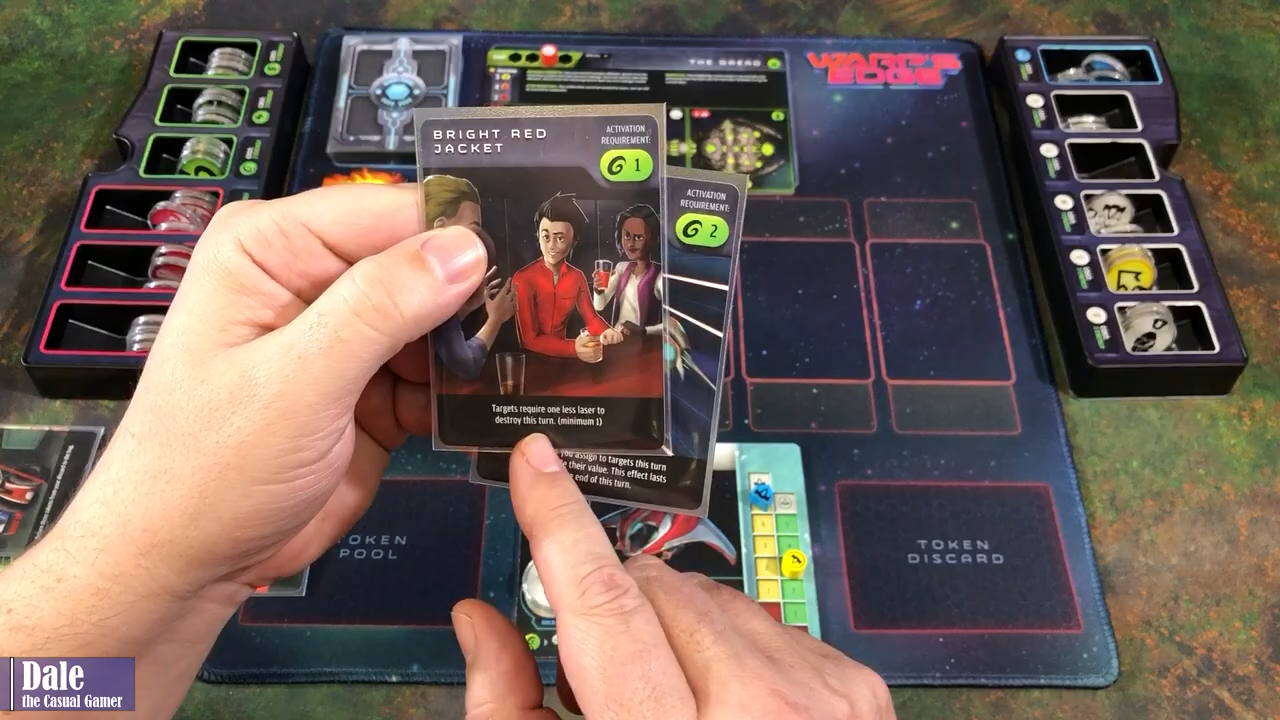 THE DREAD
WARP'S
EDGE
BRIGHT RED
JACKET
ACTIVATION
REQUIREMENT:
1
Targets require one less laser to
destroy this turn. (minimum 1)
ACTIVATION
REQUIREMENT:
2
you assign to targets this turn
their value. This effect lasts
end of this turn.
TOKEN
POOL
TOKEN
DISCARD
Dale
the Casual Gamer